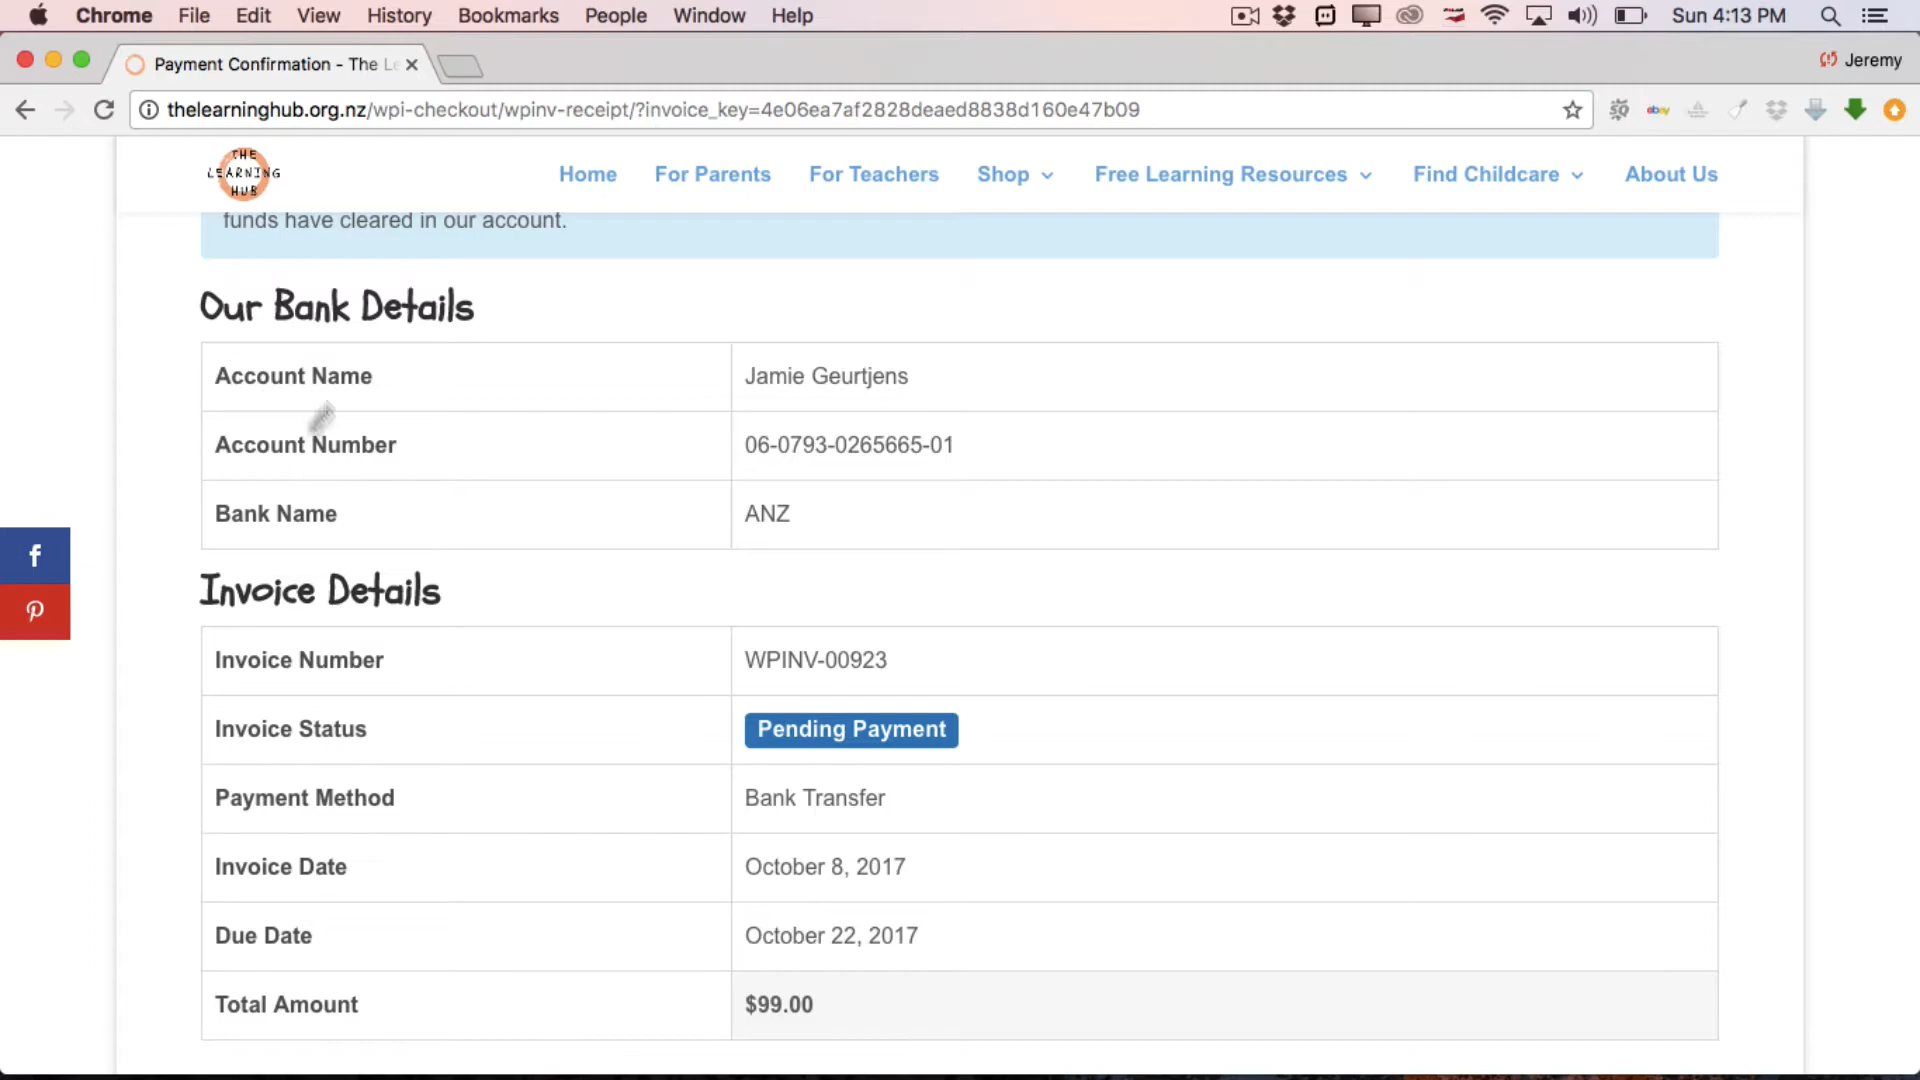 Chrome File Edit View History Bookmarks People Window Help Sun 4:13 PM
Payment Confirmation - The Le Jeremy
thelearninghub.org.nz/wpi-checkout/wpinv-receipt/?invoice_key=4e06ea7af2828deaed8838d160e47b09
ebay
THE
LEARNING
HUB
Home For Parents For Teachers Shop Free Learning Resources Find Childcare About Us
funds have cleared in our account.
Our Bank Details
Account Name Jamie Geurtjens
Account Number 06-0793-0265665-01
Bank Name ANZ
Invoice Details
Invoice Number WPINV-00923
Invoice Status Pending Payment
Payment Method Bank Transfer
Invoice Date October 8, 2017
Due Date October 22, 2017
Total Amount $99.00